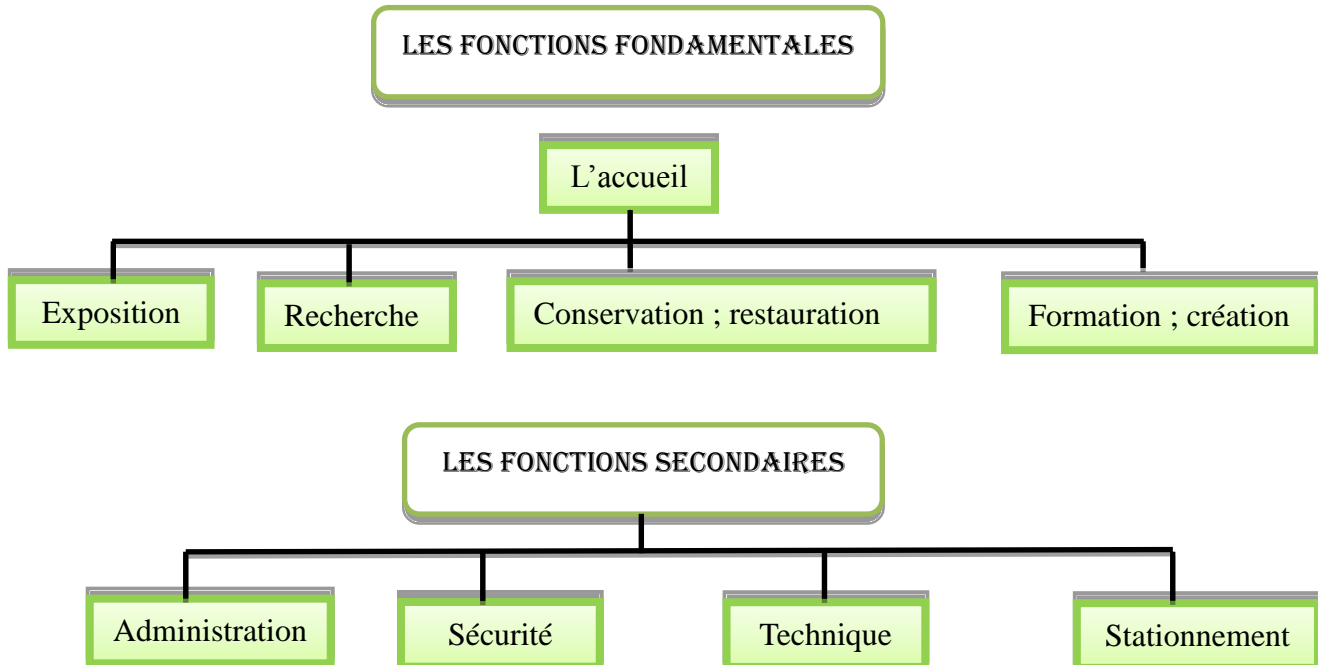 LES FONCTIONS FONDAMENTALES
L’accueil
Exposition
Recherche
Conservation ; restauration
Formation ; création
LES FONCTIONS SECONDAIRES
Administration
Sécurité
Technique
Stationnement